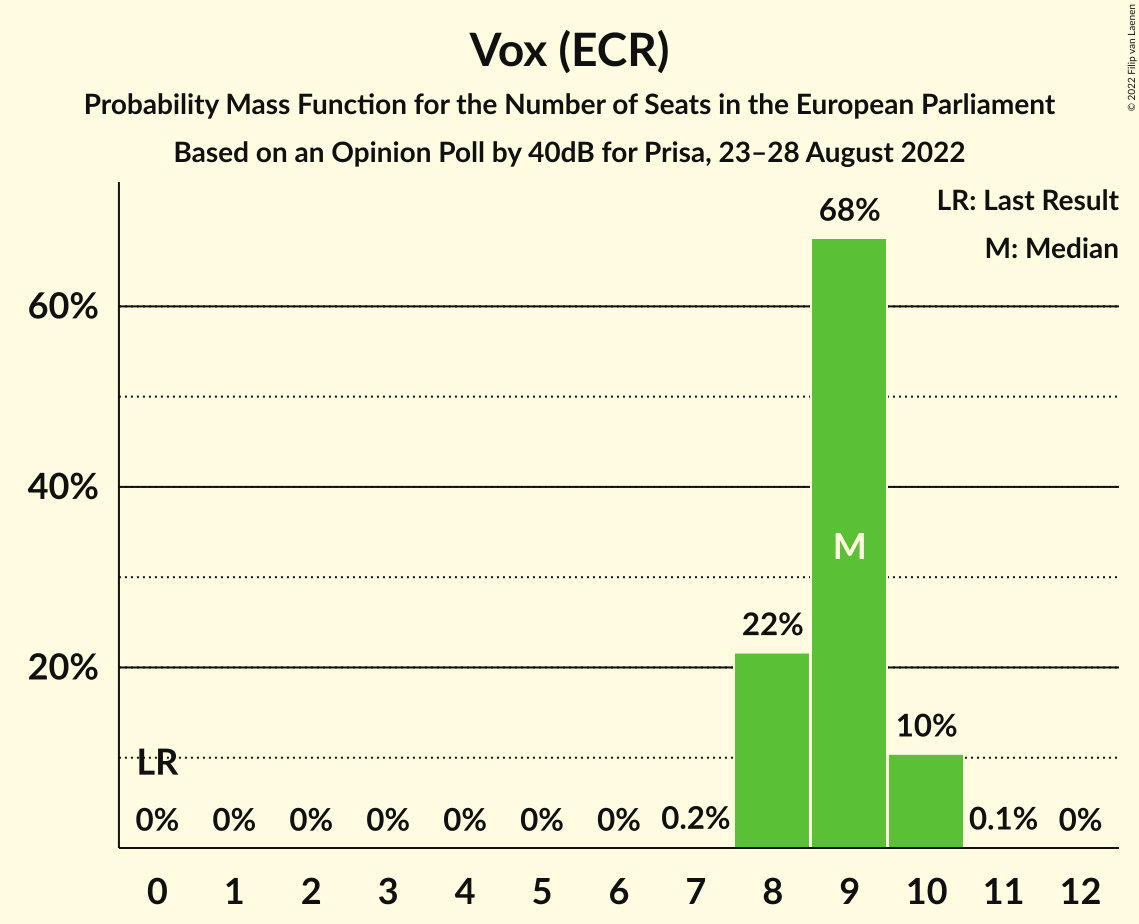 Vox (ECR)
Probability Mass Function for the Number of Seats in the European Parliament
Based on an Opinion Poll by 40dB for Prisa, 23–28 August 2022
© 2022 Filip van Laenen
LR: Last Result
M: Median
68%
60%
40%
M
22%
20%
10%
LR
0% 0% 0% 0% 0% 0% 0% 0.2% 0.1% 0%
0 1 2 3 4 5 6 7 8 9 10 11 12